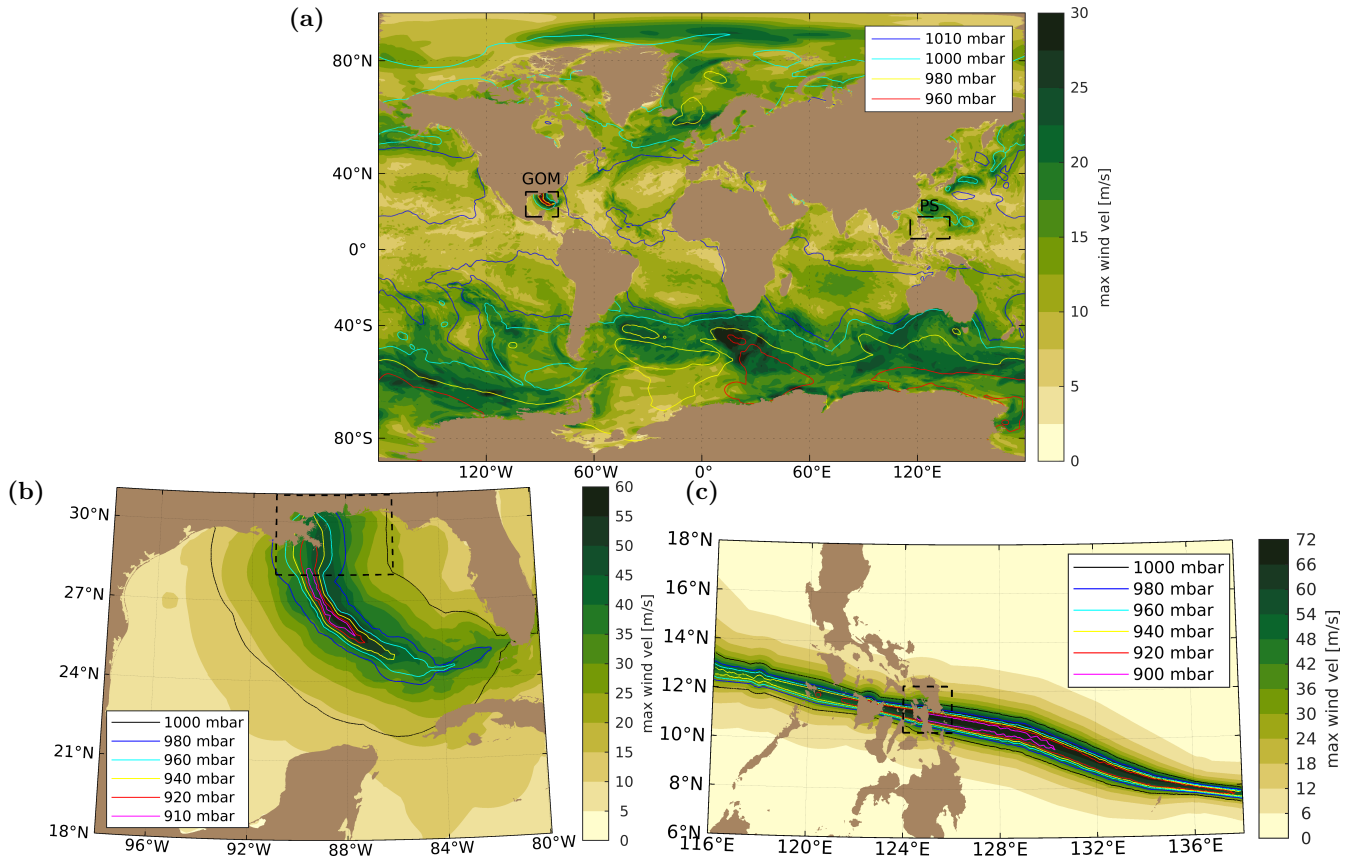 (a)
80°N
40°N
0°
40°S
80°S
120°W 60°W 0° 60°E 120°E
GOM
PS
1010 mbar
1000 mbar
980 mbar
960 mbar
30
25
20
15
10
5
0
max wind vel [m/s]
(b)
30°N
27°N
24°N
21°N
18°N
96°W 92°W 88°W 84°W 80°W
1000 mbar
980 mbar
960 mbar
940 mbar
920 mbar
910 mbar
60
55
50
45
40
35
30
25
20
15
10
5
0
max wind vel [m/s]
(c)
18°N
16°N
14°N
12°N
10°N
8°N
6°N
116°E 120°E 124°E 128°E 132°E 136°E
1000 mbar
980 mbar
960 mbar
940 mbar
920 mbar
900 mbar
72
66
60
54
48
42
36
30
24
18
12
6
0
max wind vel [m/s]